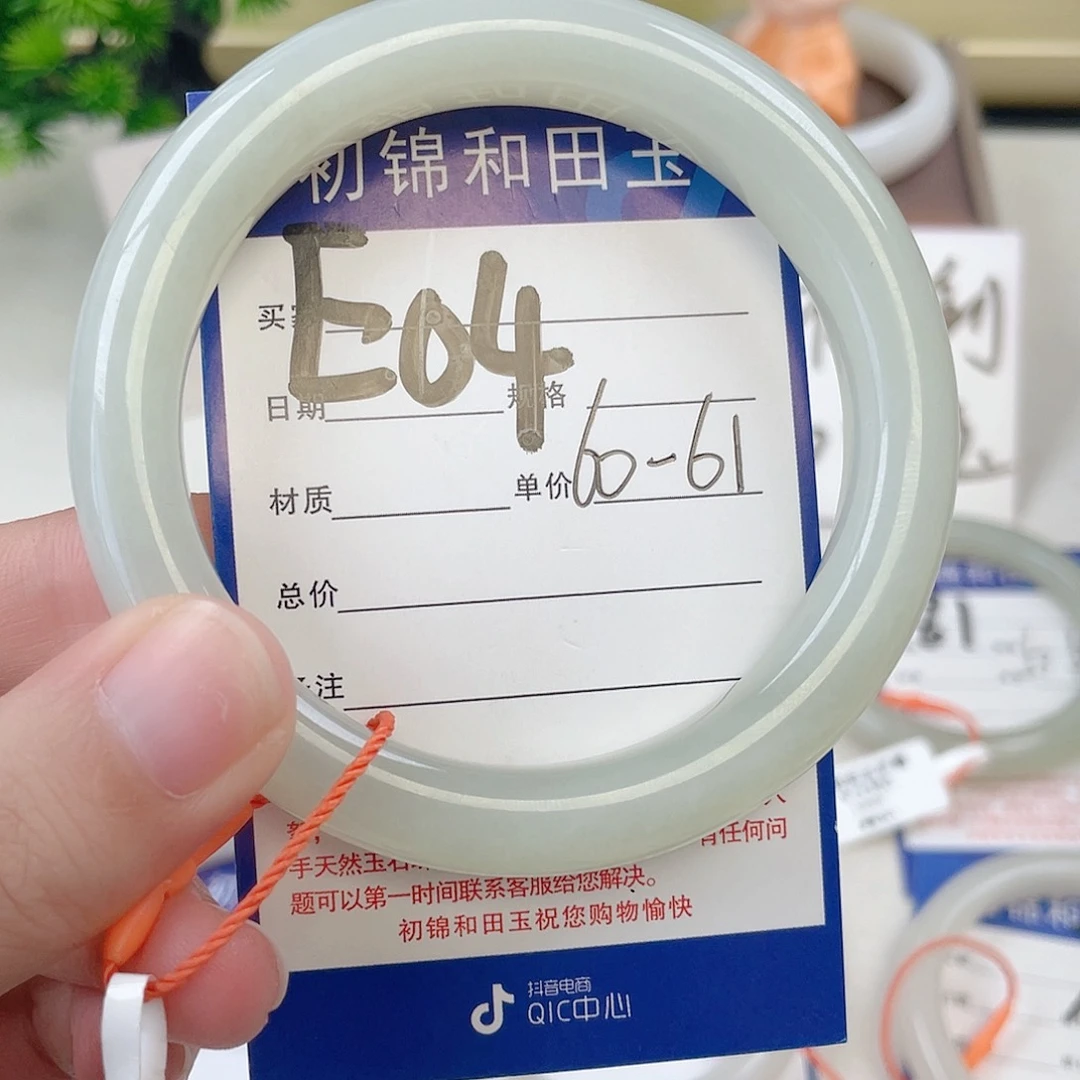 初锦和田玉
E04
买家
日期 规格
60-61
材质 单价
总价
注
有任何问
手天然玉石
题可以第一时间联系客服给您解决。
初锦和田玉祝您购物愉快
抖音电商
QIC中心